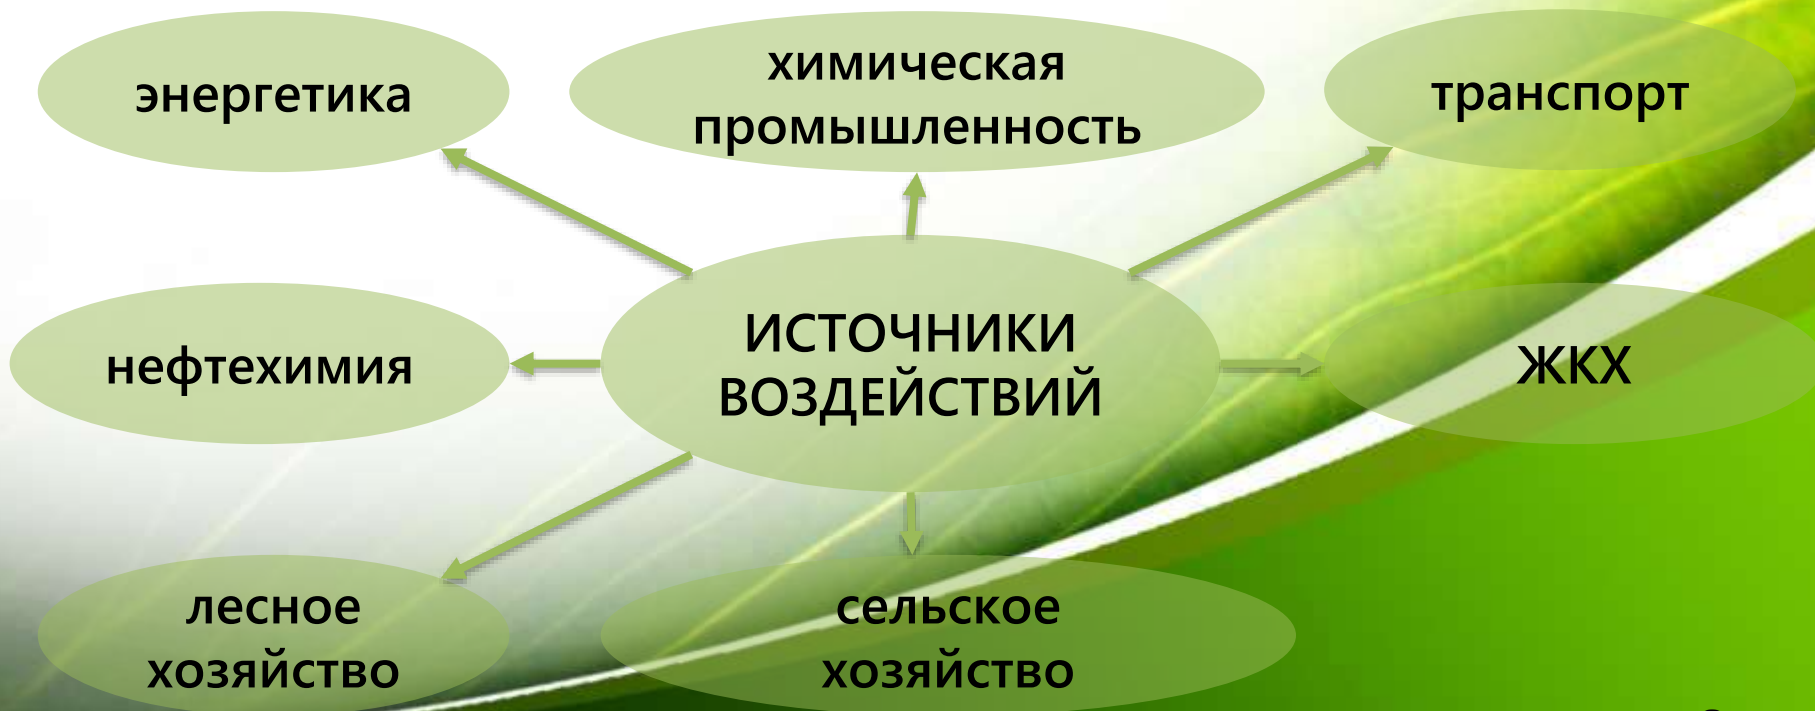 энергетика
химическая
промышленность
транспорт
нефтехимия
ИСТОЧНИКИ
ВОЗДЕЙСТВИЙ
ЖКХ
лесное
хозяйство
сельское
хозяйство